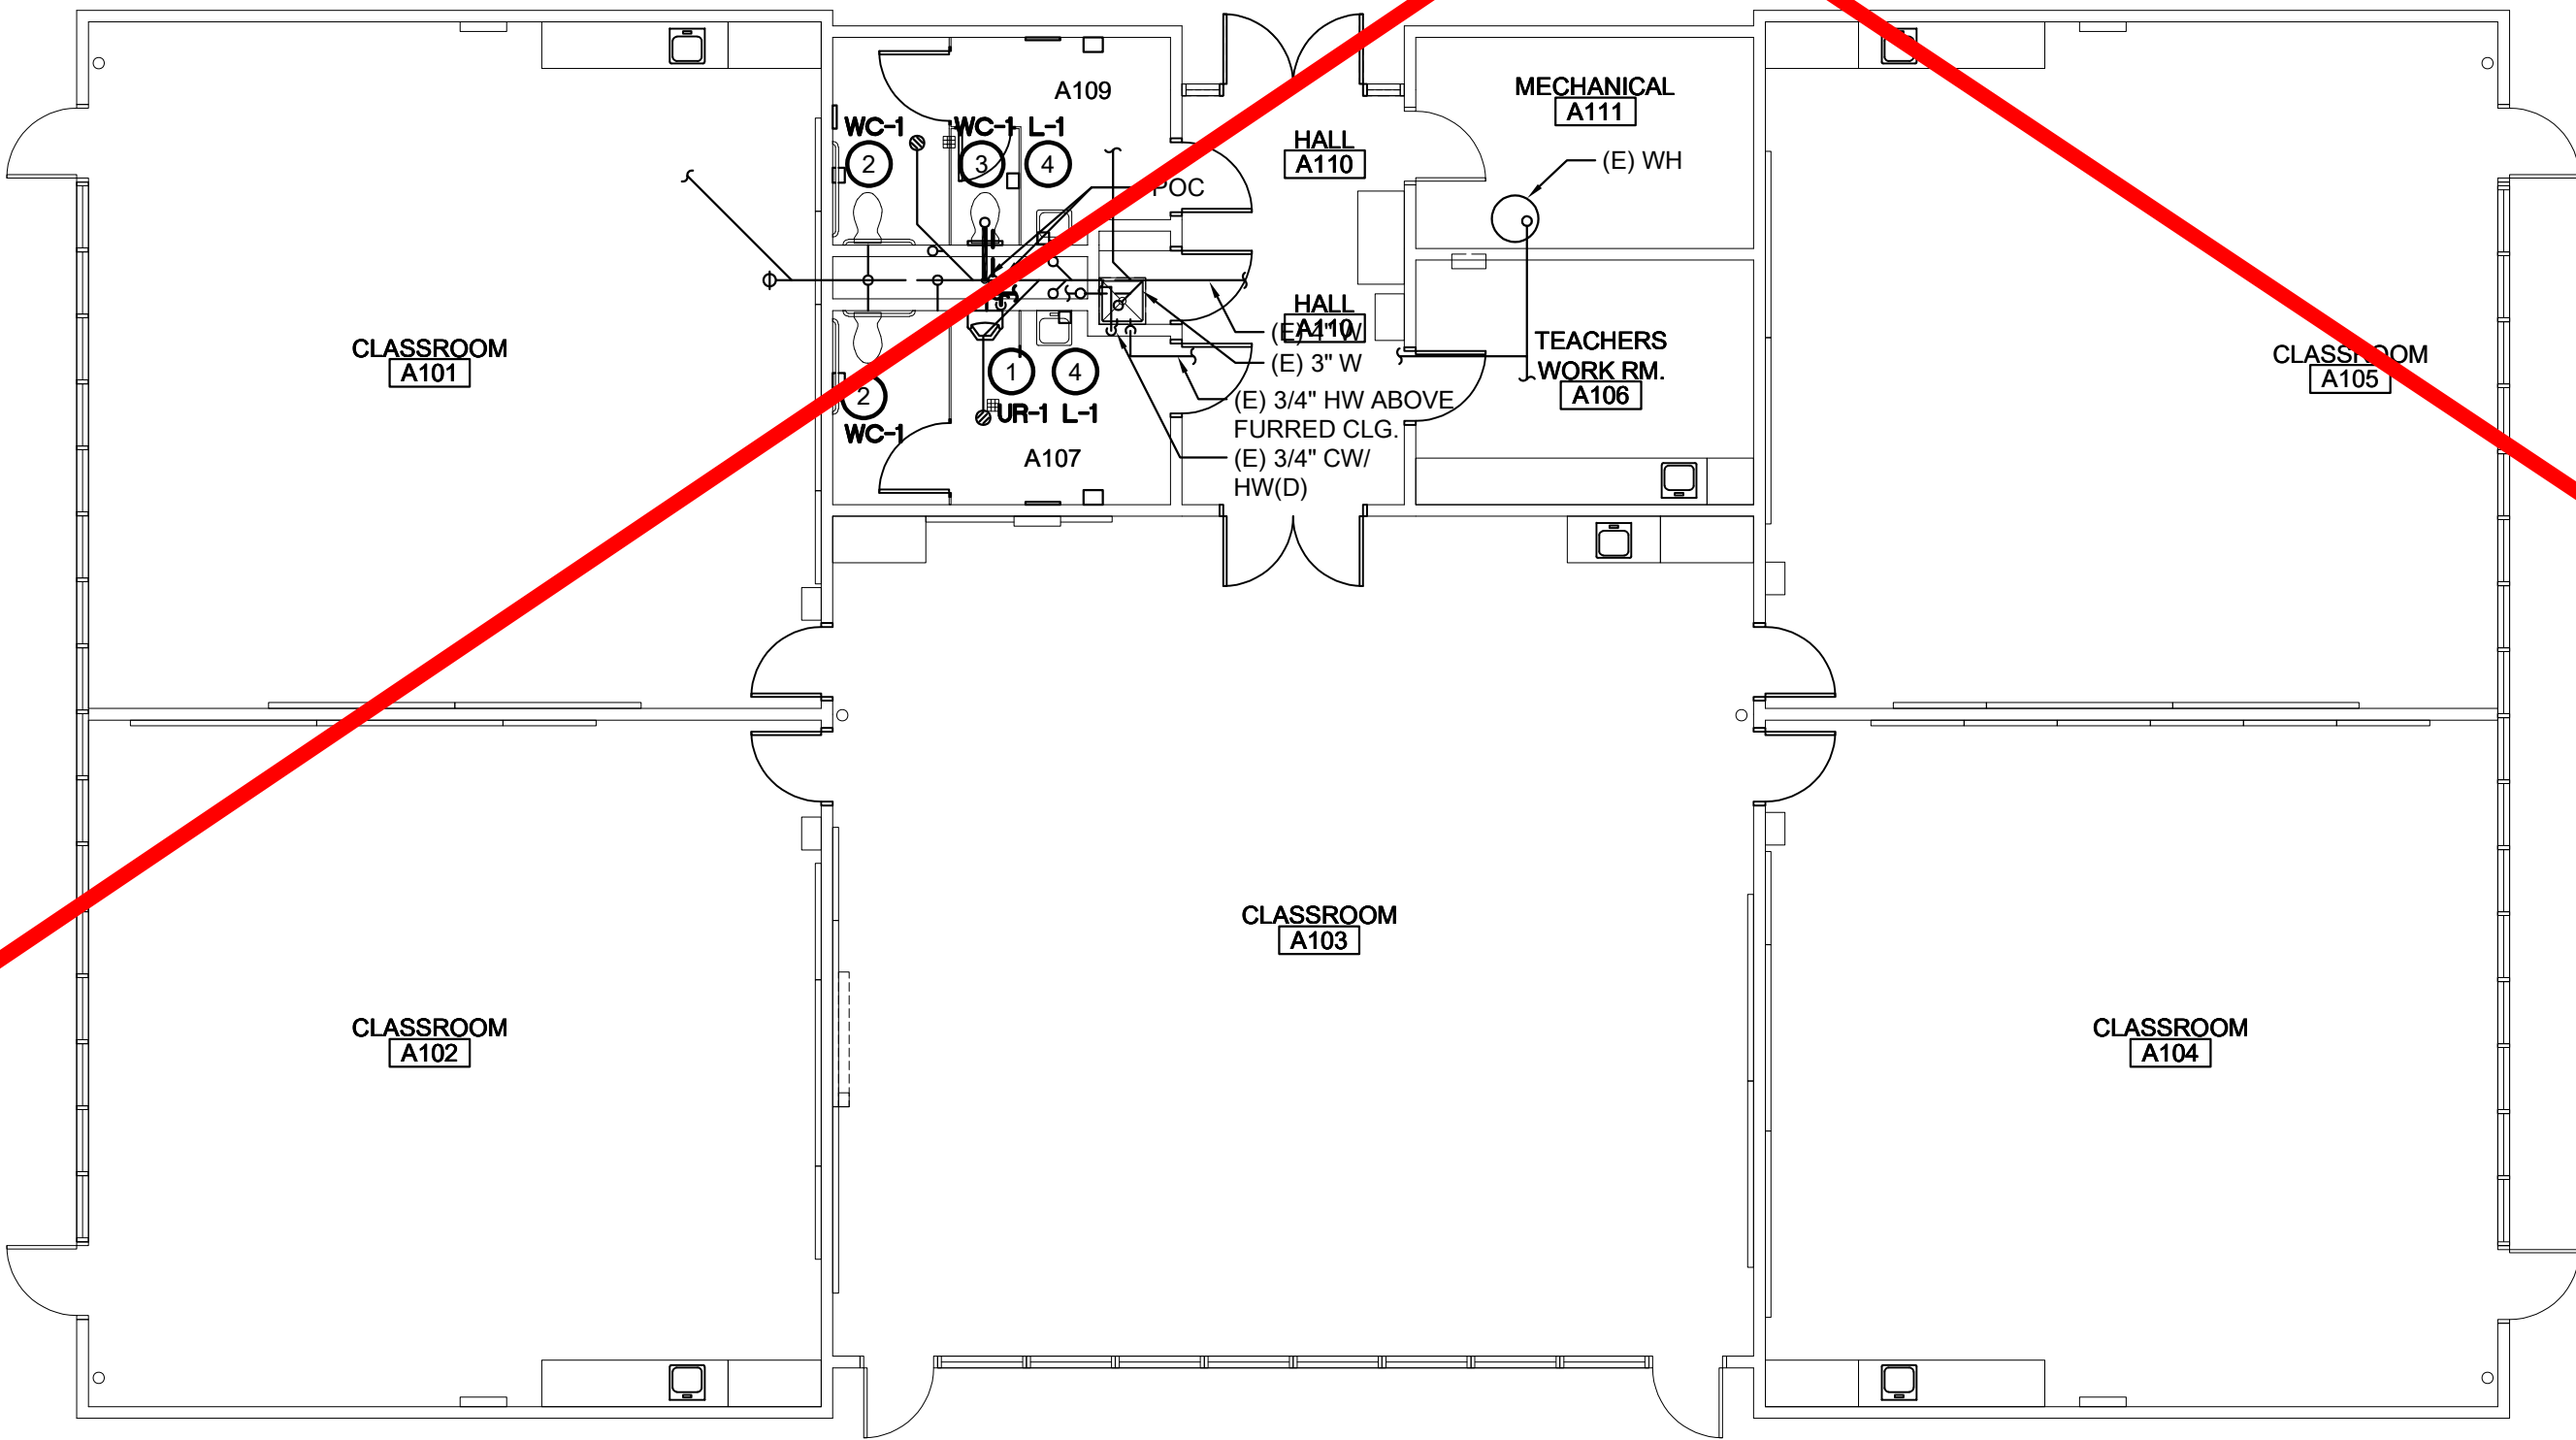 A109
MECHANICAL
A111
WC-1
WC-1
L-1
2
3
4
HALL
A110
(E) WH
POC
HALL
A110
(E) 4" W
(E) 3" W
TEACHERS
WORK RM.
A106
CLASSROOM
A101
CLASSROOM
A105
2
1
4
WC-1
UR-1
L-1
(E) 3/4" HW ABOVE
FURRED CLG.
(E) 3/4" CW/
HW(D)
A107
CLASSROOM
A103
CLASSROOM
A102
CLASSROOM
A104